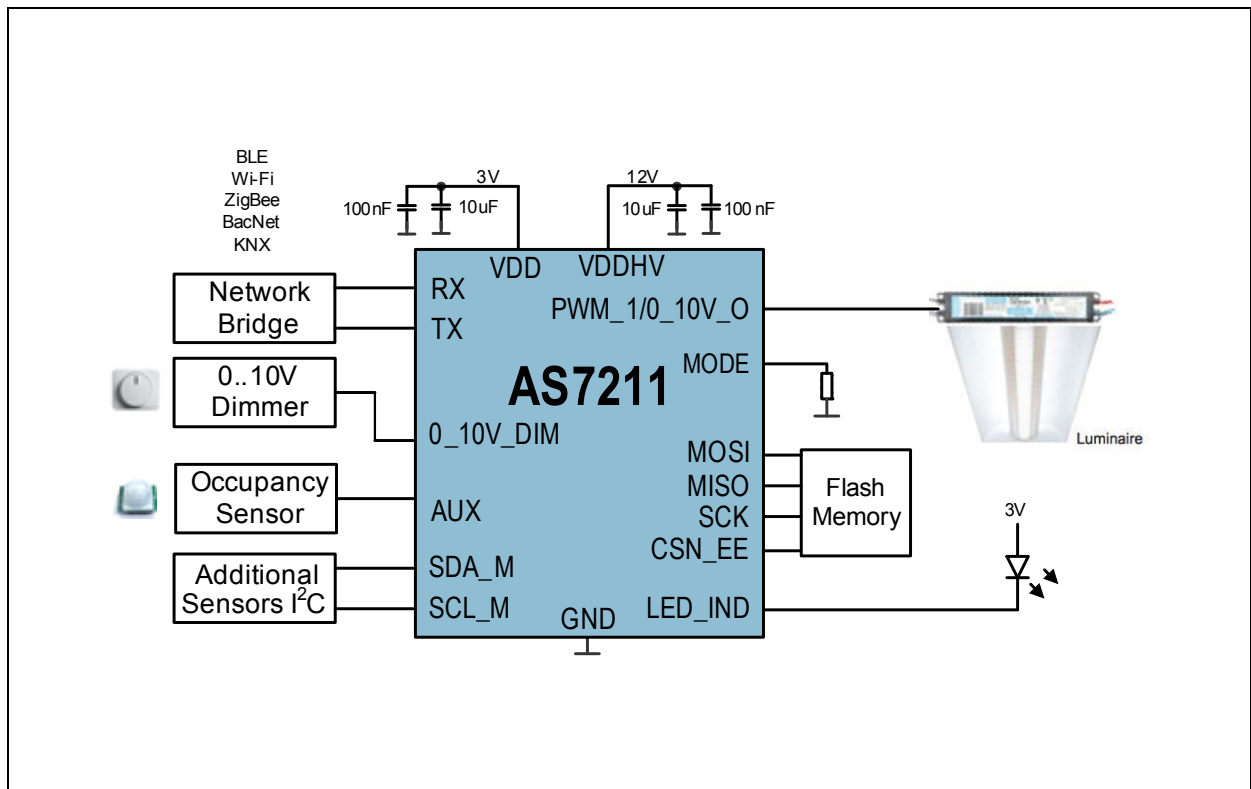 BLE
Wi-Fi
ZigBee
BacNet
KNX
3V
100nF
10uF
12V
10uF
100nF
VDD
VDDHV
Network
Bridge
RX
TX
PWM_1/0_10V_O
0..10V
Dimmer
MODE
AS7211
0_10V_DIM
Luminaire
Occupancy
Sensor
AUX
MOSI
MISO
SCK
CSN_EE
Flash
Memory
3V
Additional
Sensors I²C
SDA_M
SCL_M
GND
LED_IND